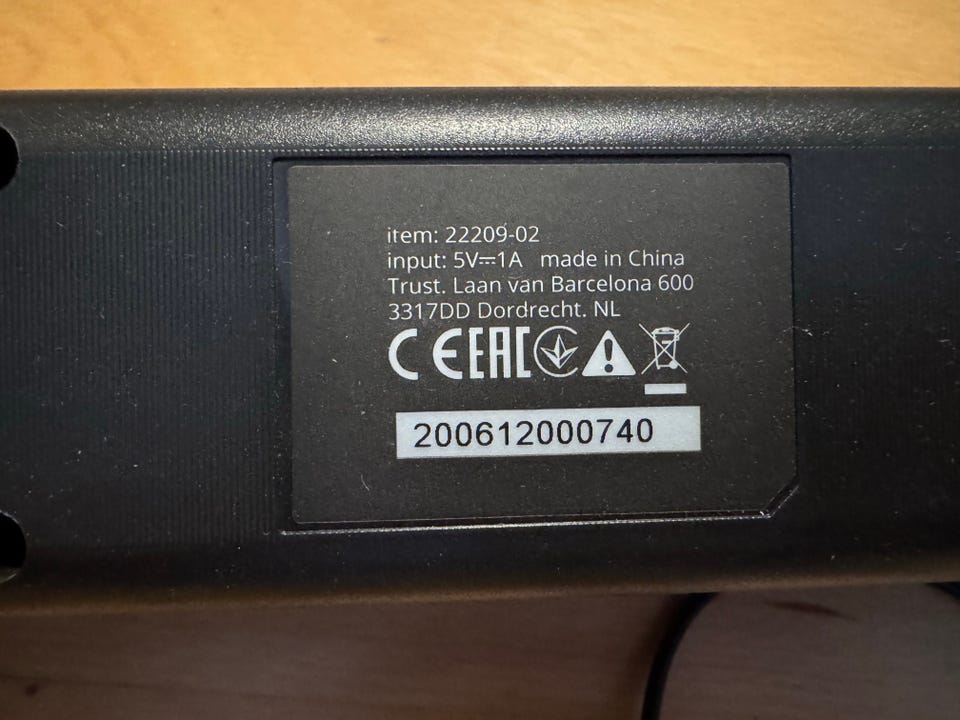 item: 22209-02
input: 5V⎓1A made in China
Trust. Laan van Barcelona 600
3317DD Dordrecht. NL
CE EAC
200612000740